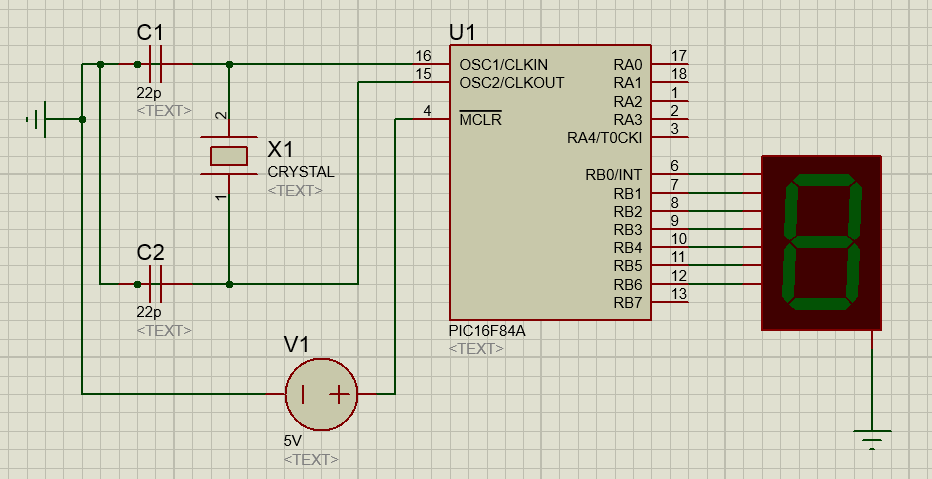 C1
22p
<TEXT>
2
X1
CRYSTAL
<TEXT>
1
C2
22p
<TEXT>
V1
5V
<TEXT>
U1
16 OSC1/CLKIN RA0 17
15 OSC2/CLKOUT RA1 18
RA2 1
4 MCLR RA3 2
RA4/T0CKI 3
RB0/INT 6
RB1 7
RB2 8
RB3 9
RB4 10
RB5 11
RB6 12
RB7 13
PIC16F84A
<TEXT>